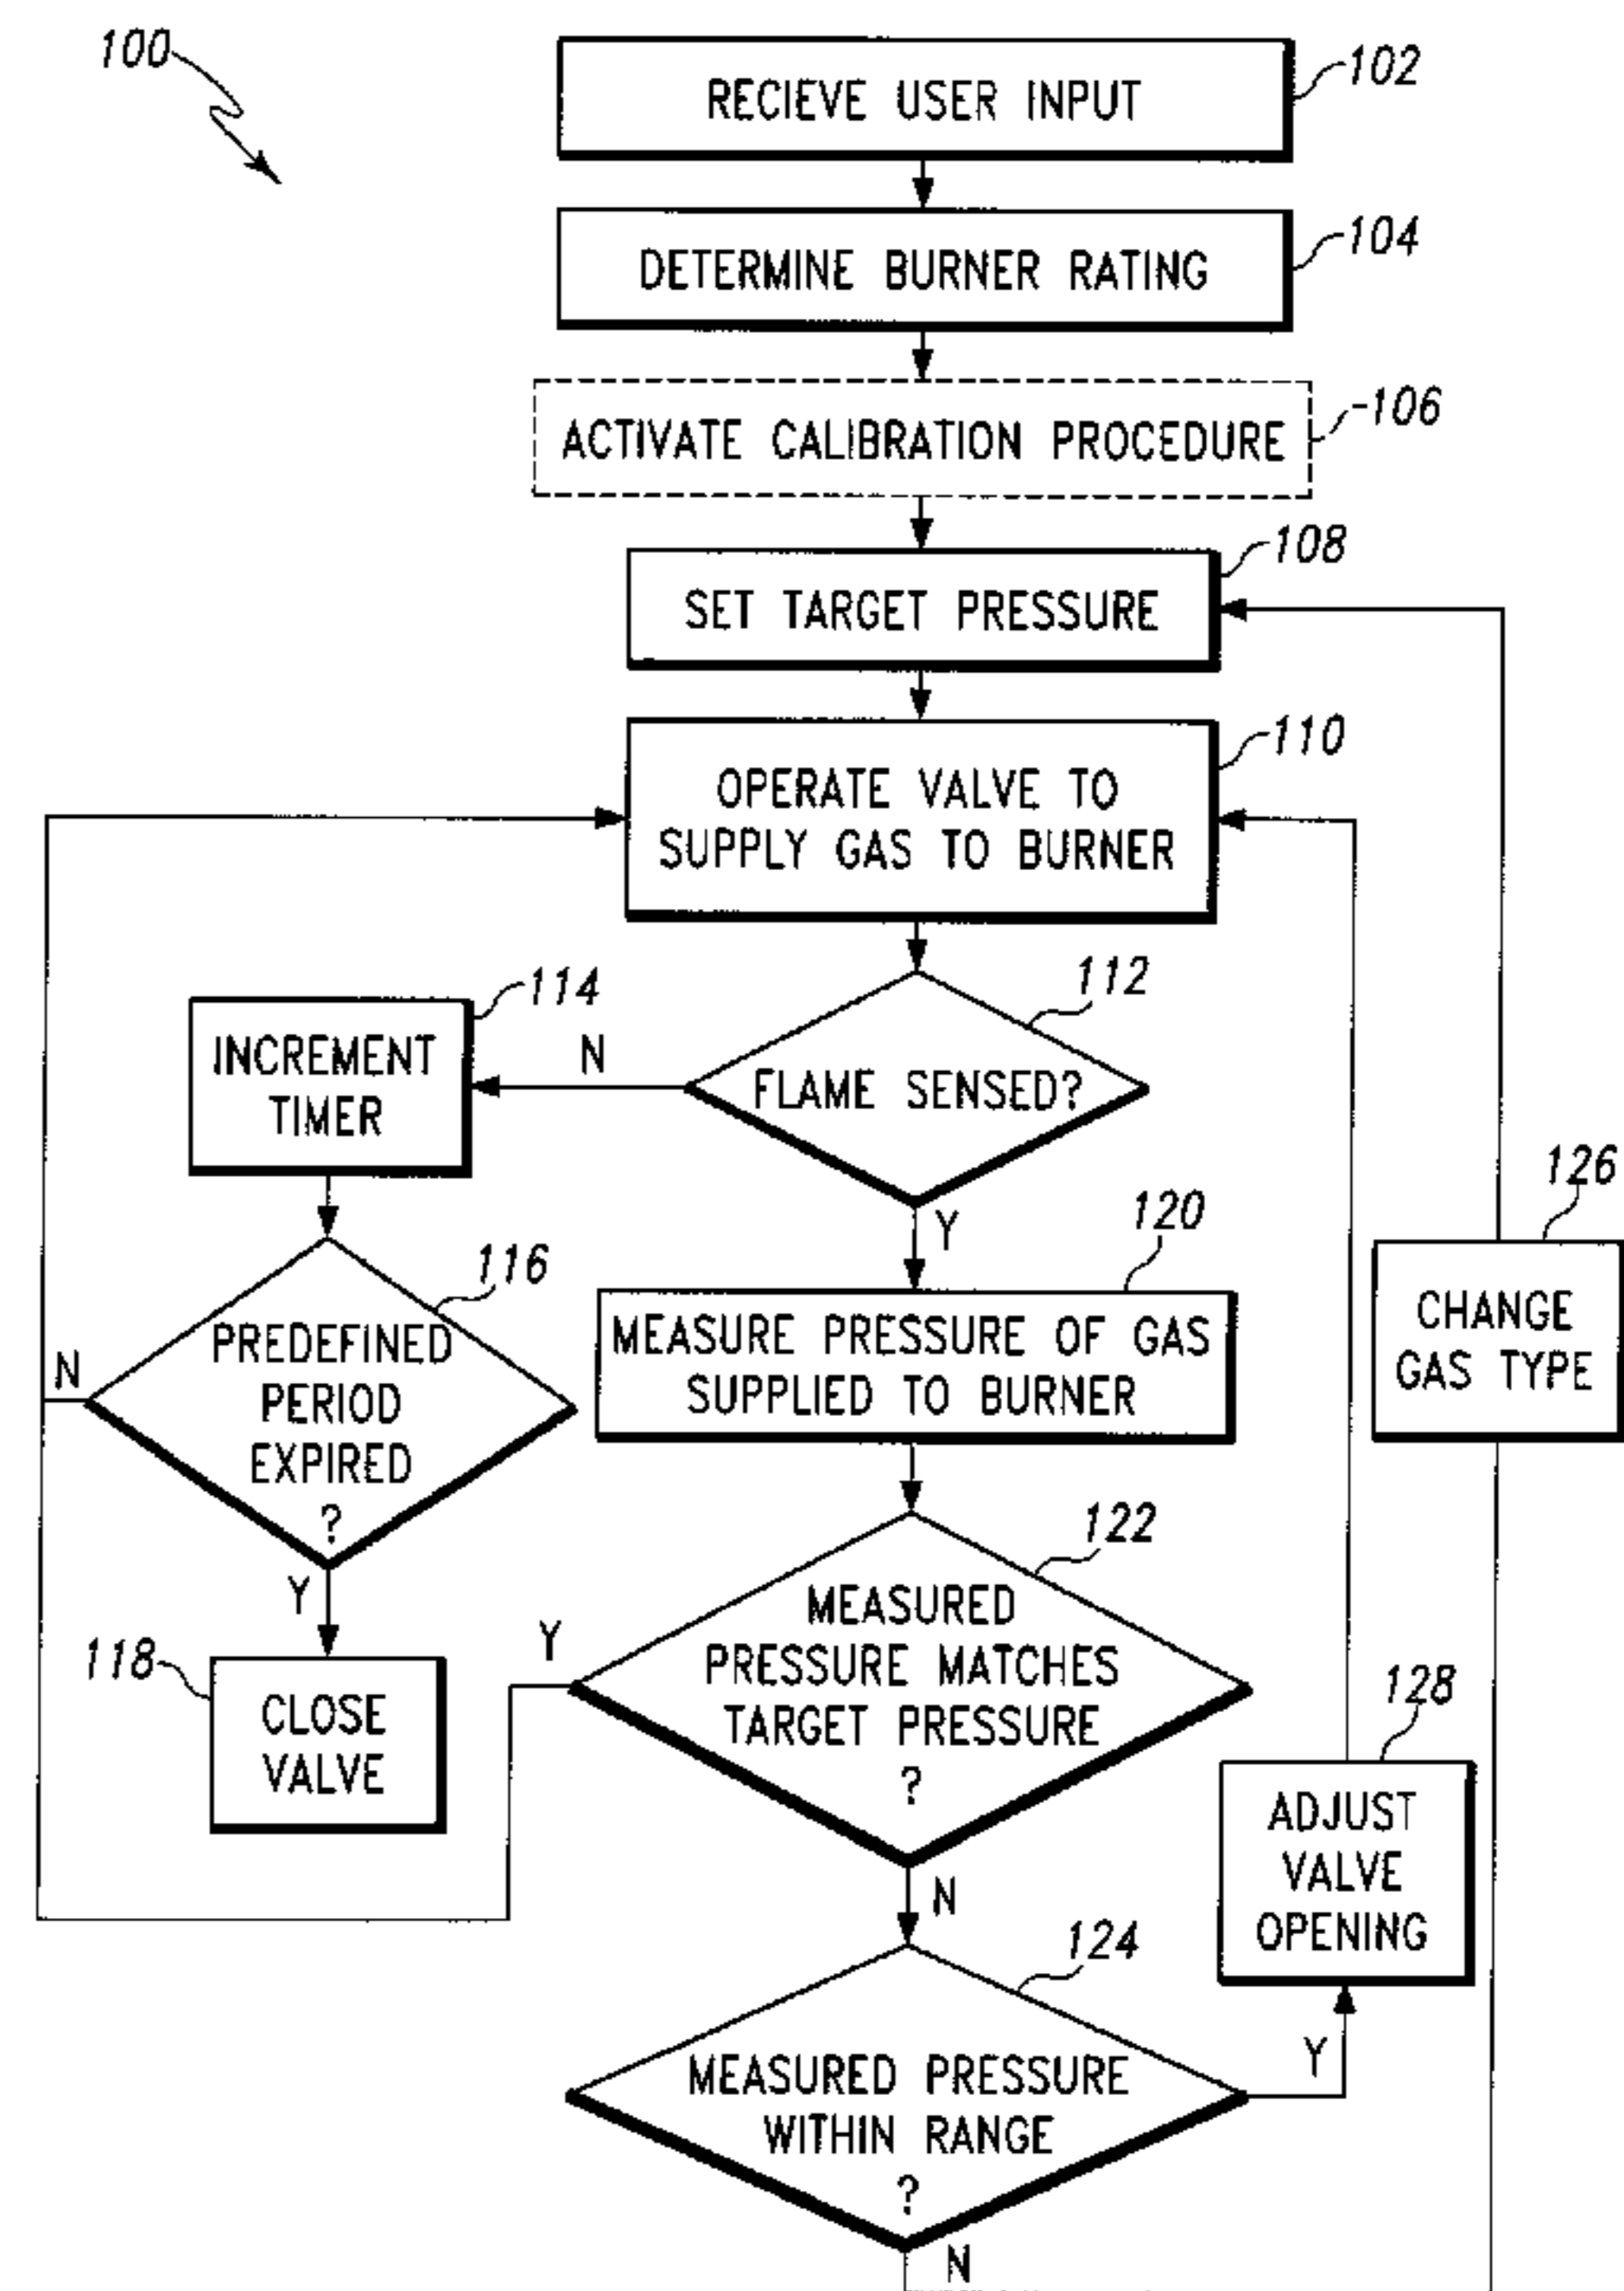 100
RECIEVE USER INPUT
102
DETERMINE BURNER RATING
104
ACTIVATE CALIBRATION PROCEDURE
106
SET TARGET PRESSURE
108
OPERATE VALVE TO
SUPPLY GAS TO BURNER
110
FLAME SENSED?
112
N
Y
INCREMENT
TIMER
114
PREDEFINED
PERIOD
EXPIRED
?
116
N
Y
CLOSE
VALVE
118
MEASURE PRESSURE OF GAS
SUPPLIED TO BURNER
120
MEASURED
PRESSURE MATCHES
TARGET PRESSURE
?
122
Y
N
MEASURED PRESSURE
WITHIN RANGE
?
124
Y
N
CHANGE
GAS TYPE
126
ADJUST
VALVE
OPENING
128